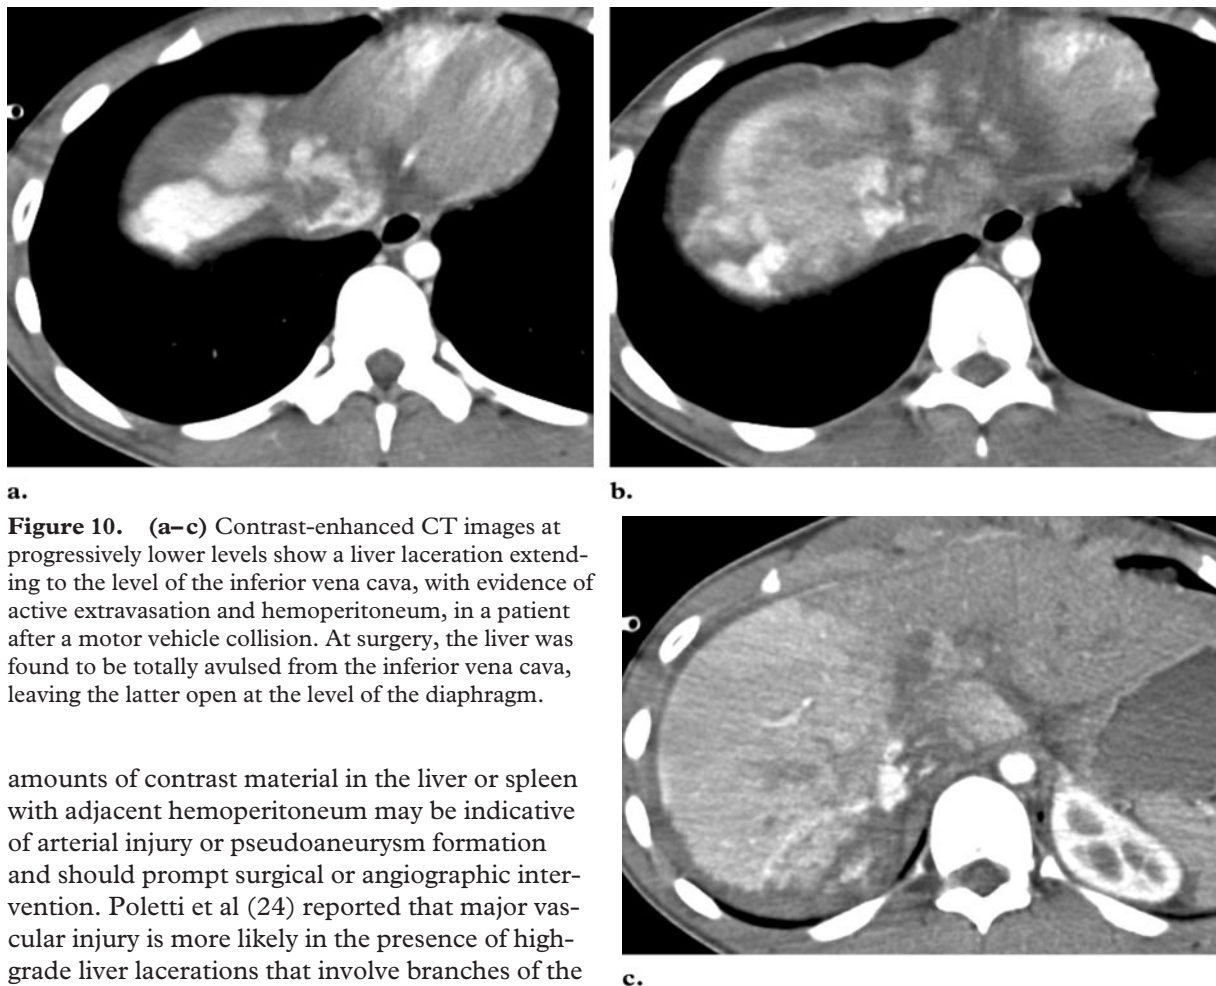 a.
b.
Figure 10. (a–c) Contrast-enhanced CT images at
progressively lower levels show a liver laceration extend-
ing to the level of the inferior vena cava, with evidence of
active extravasation and hemoperitoneum, in a patient
after a motor vehicle collision. At surgery, the liver was
found to be totally avulsed from the inferior vena cava,
leaving the latter open at the level of the diaphragm.
amounts of contrast material in the liver or spleen
with adjacent hemoperitoneum may be indicative
of arterial injury or pseudoaneurysm formation
and should prompt surgical or angiographic inter-
vention. Poletti et al (24) reported that major vas-
cular injury is more likely in the presence of high-
grade liver lacerations that involve branches of the
c.